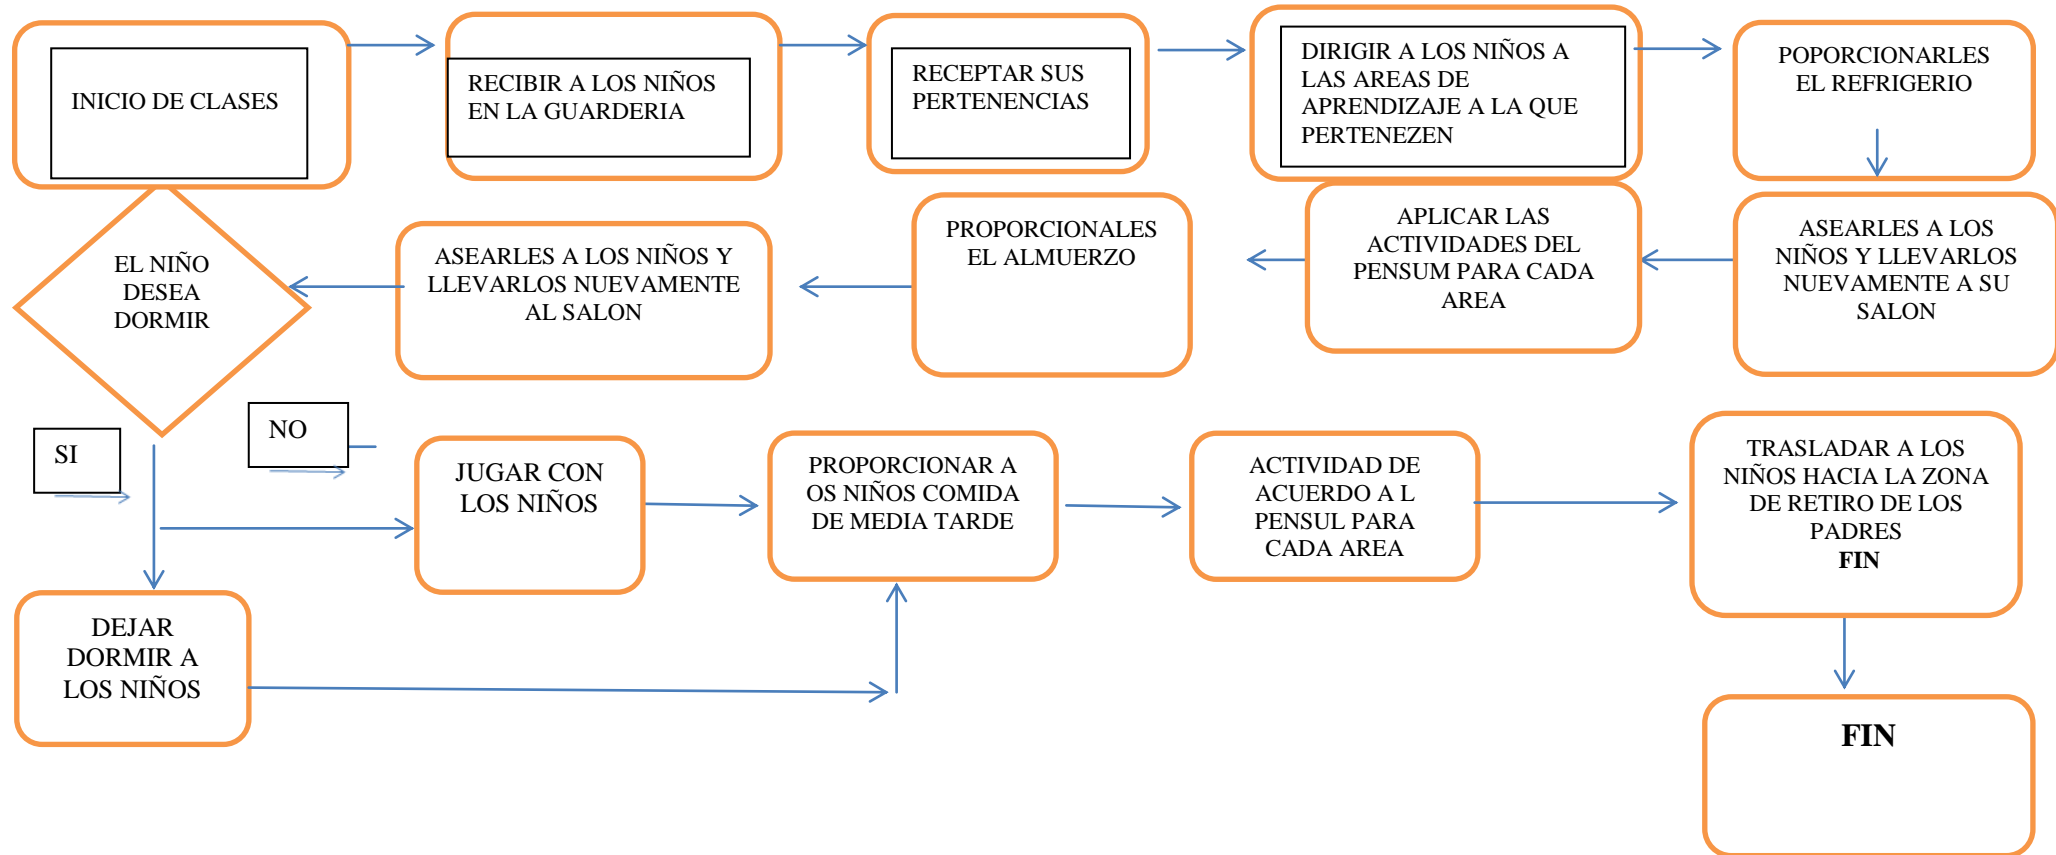 INICIO DE CLASES
RECIBIR A LOS NIÑOS
EN LA GUARDERIA
RECEPTAR SUS
PERTENENCIAS
DIRIGIR A LOS NIÑOS A
LAS AREAS DE
APRENDIZAJE A LA QUE
PERTENEZEN
POPORCIONARLES
EL REFRIGERIO
ASEARLES A LOS
NIÑOS Y LLEVARLOS
NUEVAMENTE A SU
SALON
APLICAR LAS
ACTIVIDADES DEL
PENSUM PARA CADA
AREA
PROPORCIONALES
EL ALMUERZO
ASEARLES A LOS NIÑOS Y
LLEVARLOS NUEVAMENTE
AL SALON
EL NIÑO
DESEA
DORMIR
SI
NO
JUGAR CON
LOS NIÑOS
PROPORCIONAR A
OS NIÑOS COMIDA
DE MEDIA TARDE
ACTIVIDAD DE
ACUERDO A L
PENSUL PARA
CADA AREA
TRASLADAR A LOS
NIÑOS HACIA LA ZONA
DE RETIRO DE LOS
PADRES
FIN
DEJAR
DORMIR A
LOS NIÑOS
FIN